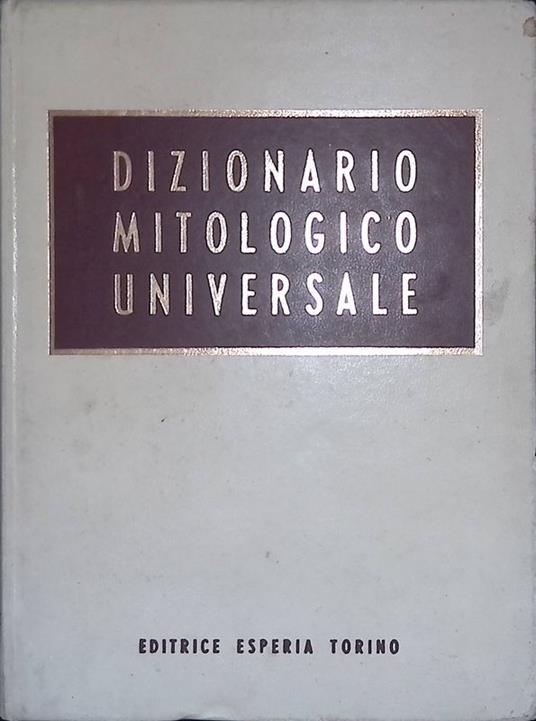 DIZIONARIO
MITOLOGICO
UNIVERSALE
EDITRICE ESPERIA TORINO